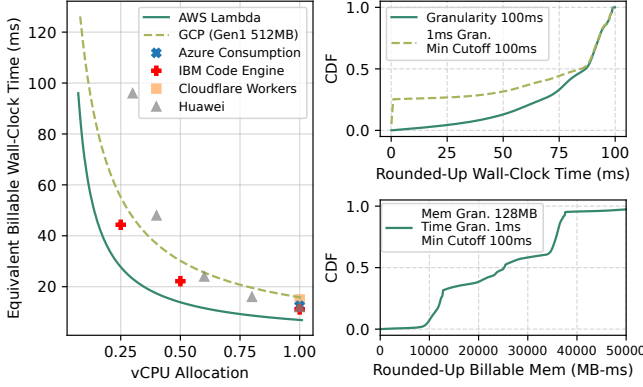 Equivalent Billable Wall-Clock Time (ms)
120
100
80
60
40
20
0.25
0.50
0.75
1.00
vCPU Allocation
AWS Lambda
GCP (Gen1 512MB)
Azure Consumption
IBM Code Engine
Cloudflare Workers
Huawei
CDF
1.0
0.5
0.0
0
25
50
75
100
Rounded-Up Wall-Clock Time (ms)
Granularity 100ms
1ms Gran.
Min Cutoff 100ms
CDF
1.0
0.5
0.0
0
10000
20000
30000
40000
50000
Rounded-Up Billable Mem (MB-ms)
Mem Gran. 128MB
Time Gran. 1ms
Min Cutoff 100ms